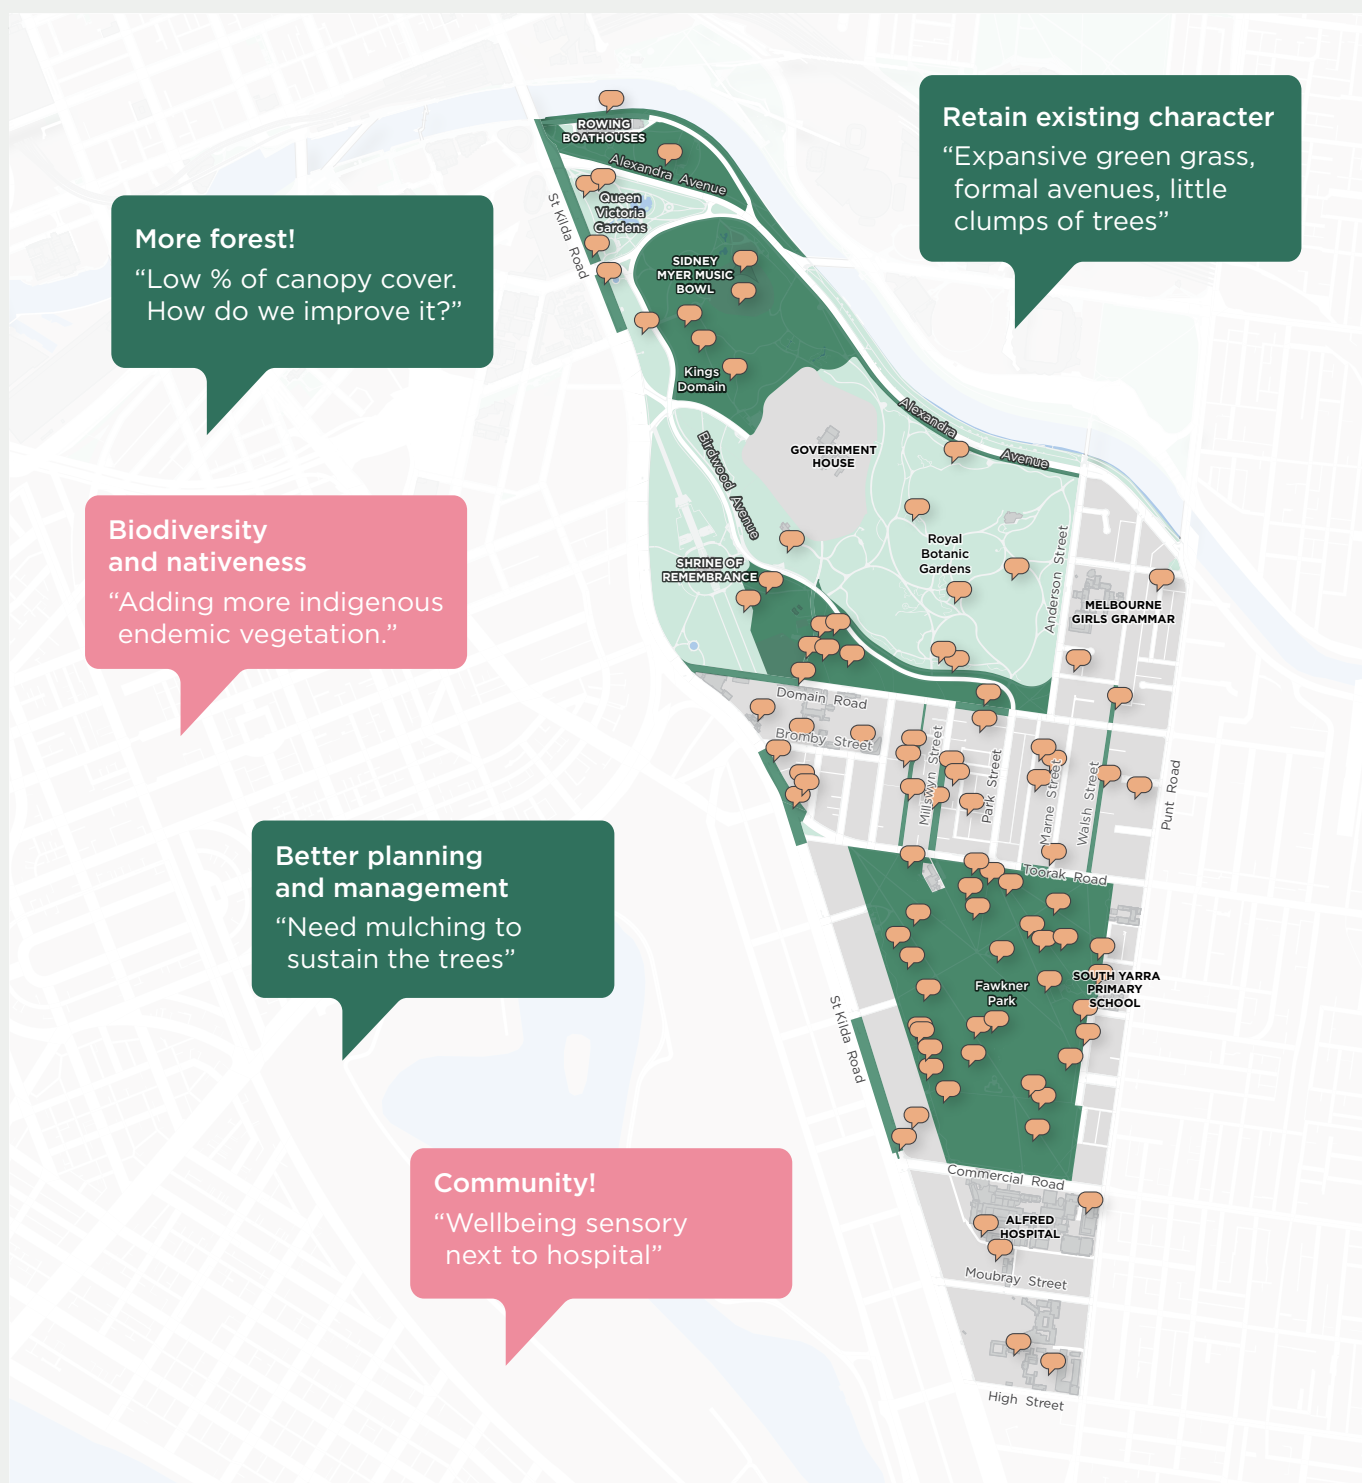 Retain existing character
“Expansive green grass,
formal avenues, little
clumps of trees”
More forest!
“Low % of canopy cover.
How do we improve it?”
Biodiversity
and nativeness
“Adding more indigenous
endemic vegetation.”
Better planning
and management
“Need mulching to
sustain the trees”
Community!
“Wellbeing sensory
next to hospital”
ROWING
BOATHOUSES
Alexandra Avenue
Queen
Victoria
Gardens
St Kilda Road
SIDNEY
MYER MUSIC
BOWL
Kings
Domain
GOVERNMENT
HOUSE
Alexandra
Avenue
Birdwood Avenue
Royal
Botanic
Gardens
Anderson Street
SHRINE OF
REMEMBRANCE
MELBOURNE
GIRLS GRAMMAR
Domain Road
Bromby Street
Millswyn Street
Park Street
Marne Street
Walsh Street
Punt Road
Toorak Road
Fawkner
Park
SOUTH YARRA
PRIMARY
SCHOOL
St Kilda Road
Commercial Road
ALFRED
HOSPITAL
Moubray Street
High Street